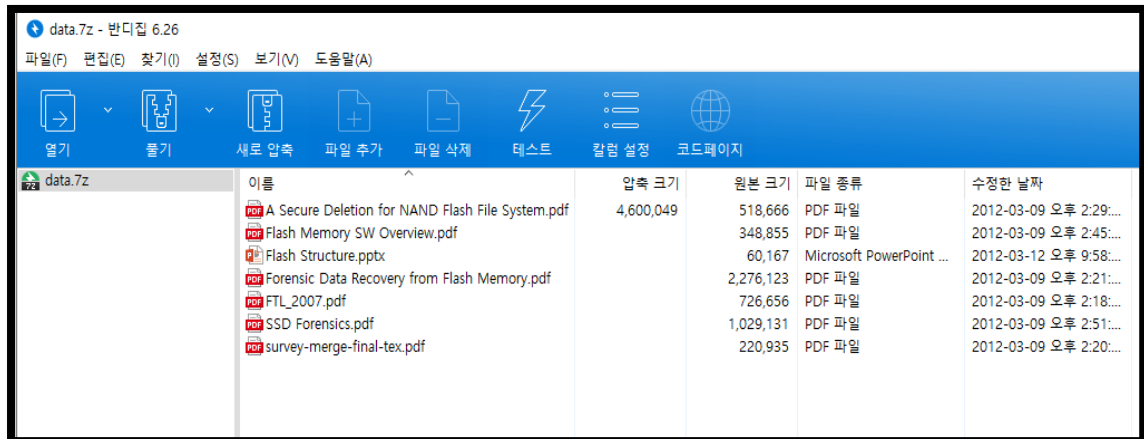 data.7z - 반디집 6.26
파일(F) 편집(E) 찾기(I) 설정(S) 보기(V) 도움말(A)
열기 풀기 새로 압축 파일 추가 파일 삭제 테스트 칼럼 설정 코드페이지
data.7z
이름 압축 크기 원본 크기 파일 종류 수정한 날짜
A Secure Deletion for NAND Flash File System.pdf 4,600,049 518,666 PDF 파일 2012-03-09 오후 2:29:...
Flash Memory SW Overview.pdf 348,855 PDF 파일 2012-03-09 오후 2:45:...
Flash Structure.pptx 60,167 Microsoft PowerPoint ... 2012-03-12 오후 9:58:...
Forensic Data Recovery from Flash Memory.pdf 2,276,123 PDF 파일 2012-03-09 오후 2:21:...
FTL_2007.pdf 726,656 PDF 파일 2012-03-09 오후 2:18:...
SSD Forensics.pdf 1,029,131 PDF 파일 2012-03-09 오후 2:51:...
survey-merge-final-tex.pdf 220,935 PDF 파일 2012-03-09 오후 2:20:...